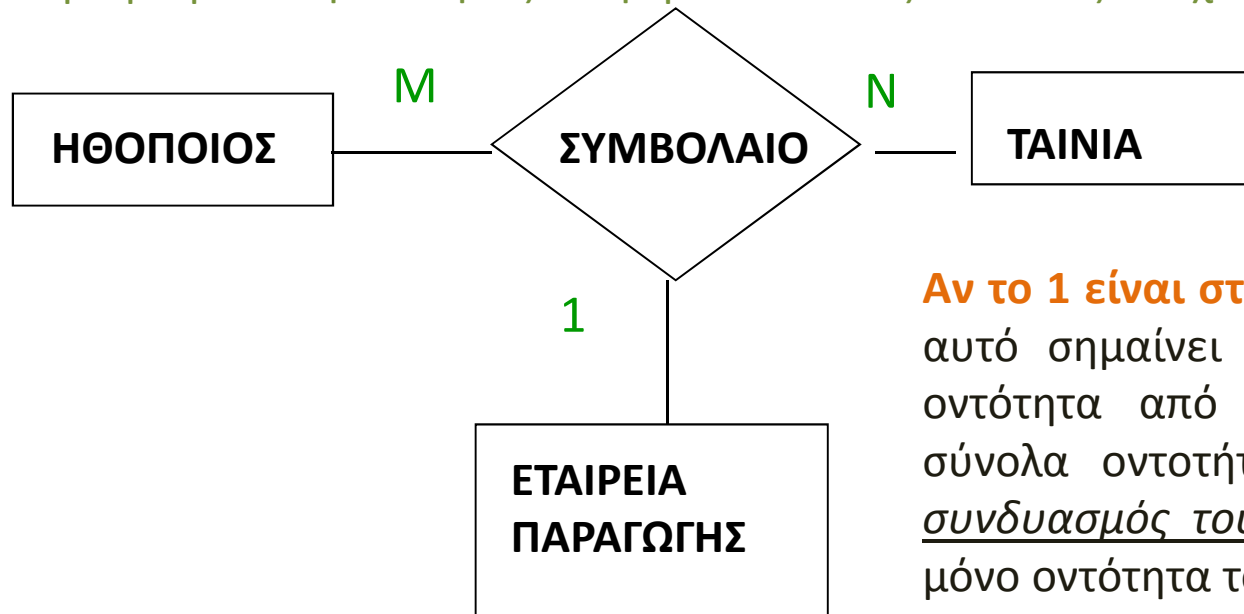 M
N
ΗΘΟΠΟΙΟΣ
ΣΥΜΒΟΛΑΙΟ
ΤΑΙΝΙΑ
1
ΕΤΑΙΡΕΙΑ
ΠΑΡΑΓΩΓΗΣ
Αν το 1 είναι στ
αυτό σημαίνει
οντότητα από
σύνολα οντοτήτ
συνδυασμός του
μόνο οντότητα το